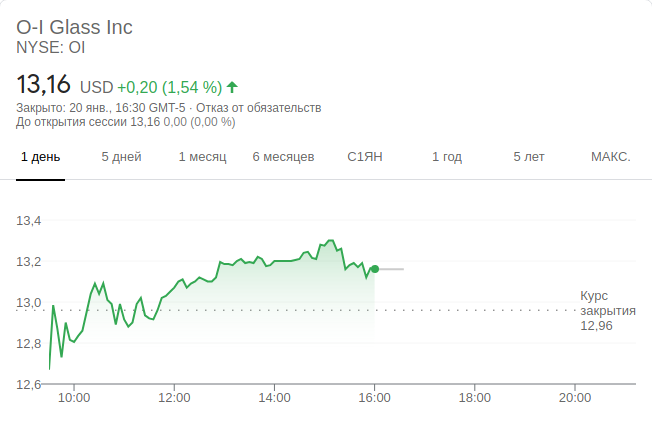 O-I Glass Inc
NYSE: OI
13,16 USD +0,20 (1,54 %)
Закрыто: 20 янв., 16:30 GMT-5 · Отказ от обязательств
До открытия сессии 13,16 0,00 (0,00 %)
1 день 5 дней 1 месяц 6 месяцев С1ЯН 1 год 5 лет МАКС.
13,4
13,2
13,0
12,8
12,6
Курс
закрытия
12,96
10:00 12:00 14:00 16:00 18:00 20:00